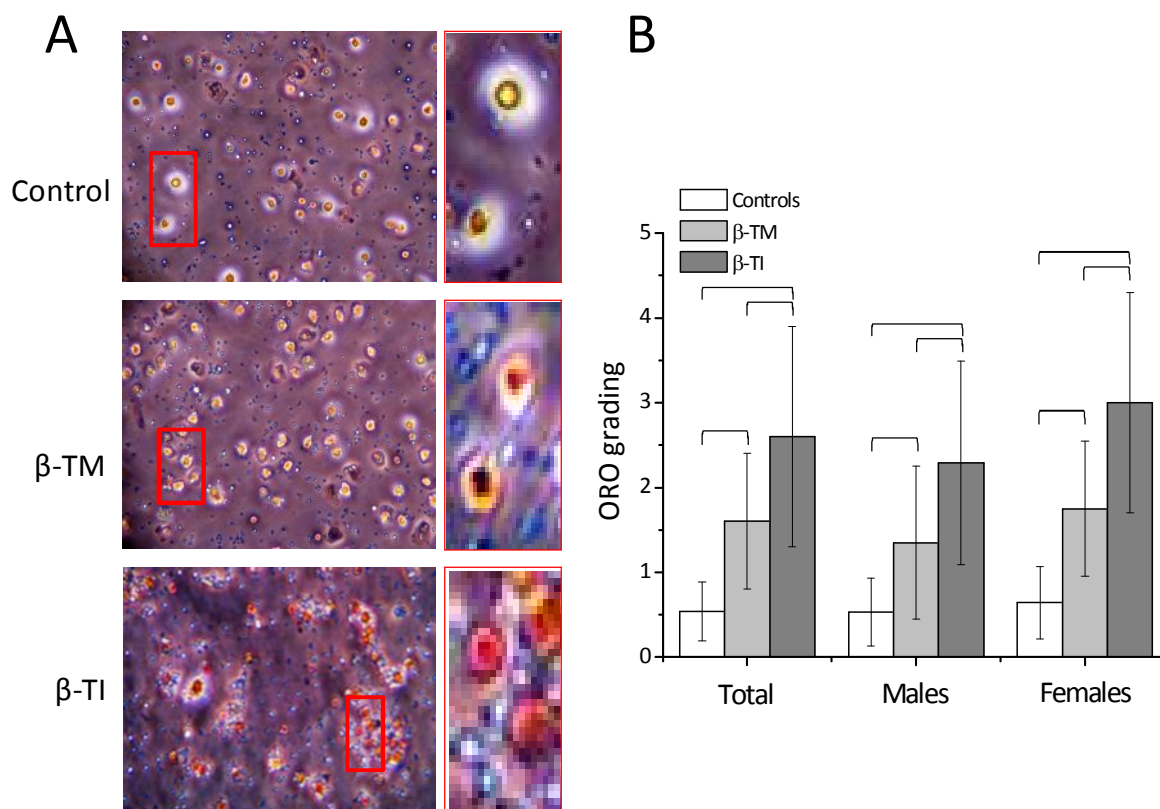 A
Control
β-TM
β-TI
B
Controls
β-TM
β-TI
ORO grading
5
4
3
2
1
0
Total
Males
Females